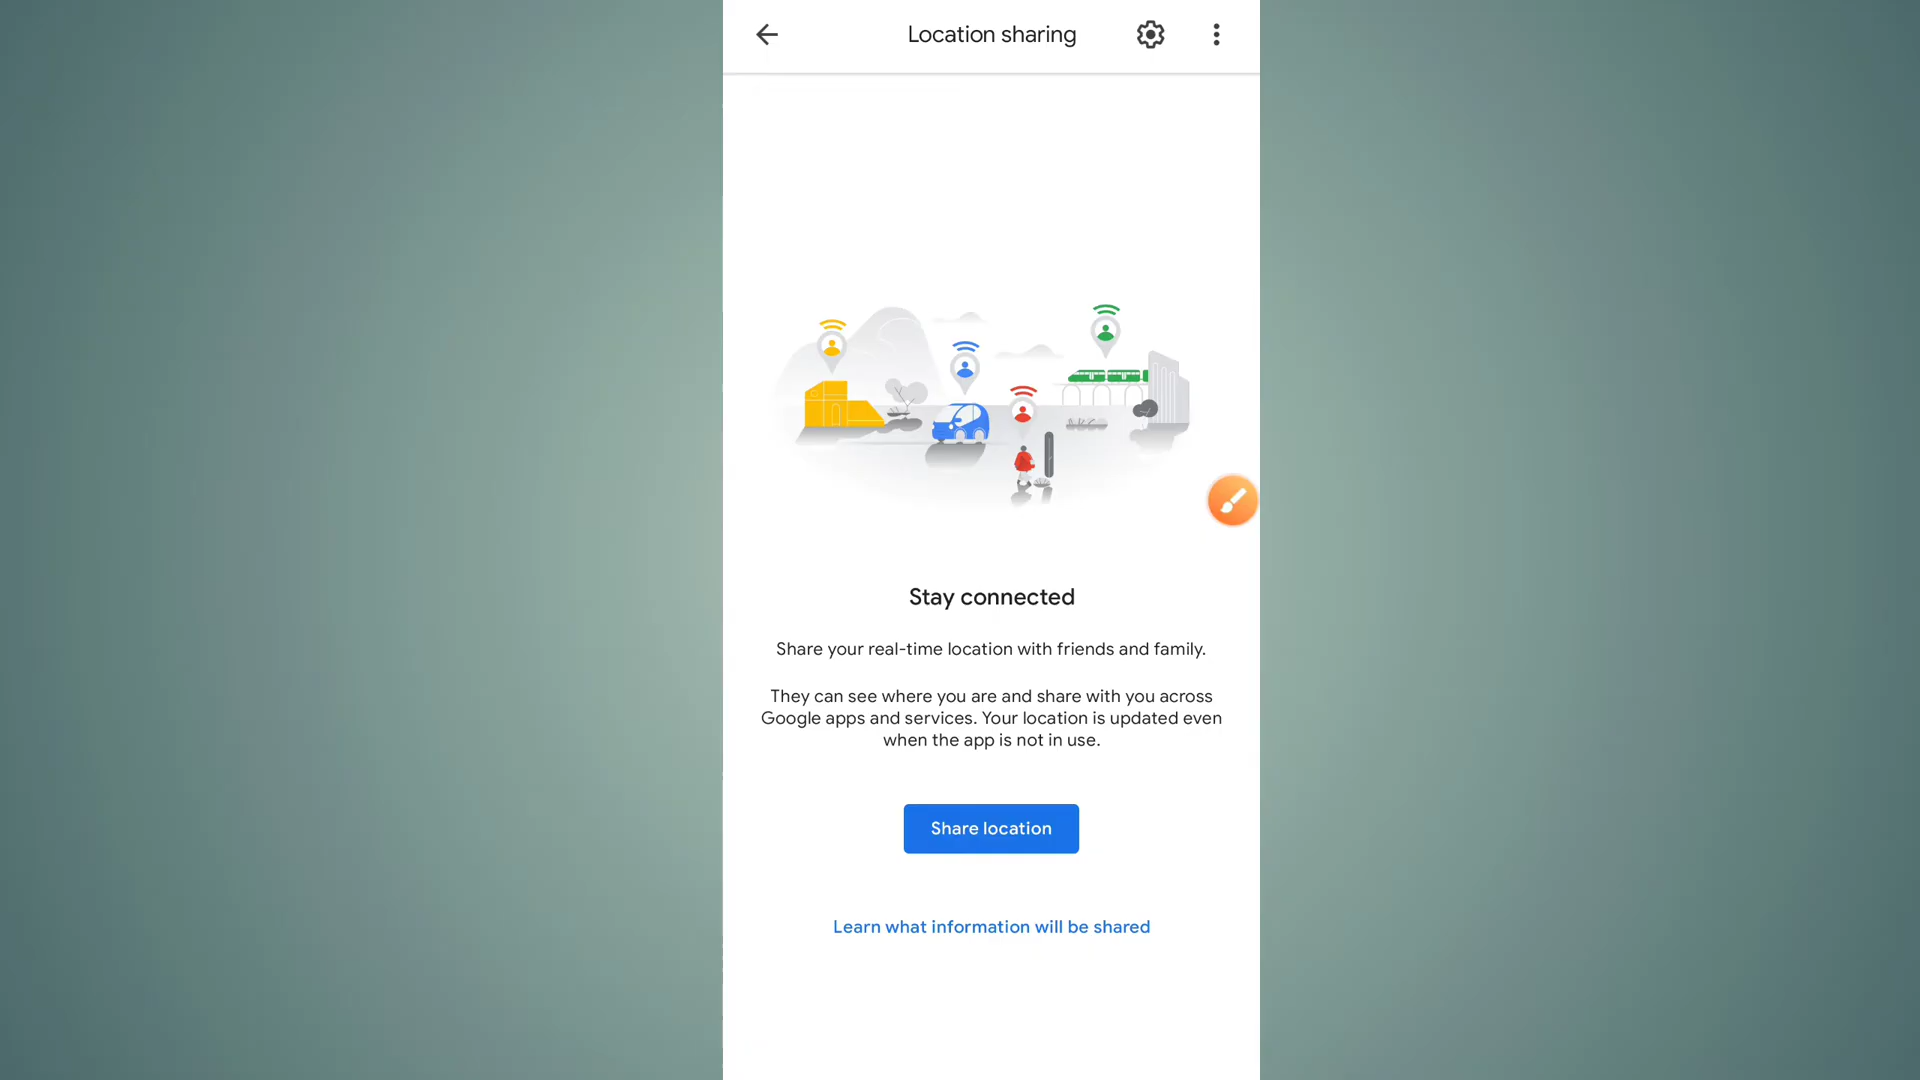 Location sharing
Stay connected
Share your real-time location with friends and family.
They can see where you are and share with you across
Google apps and services. Your location is updated even
when the app is not in use.
Share location
Learn what information will be shared